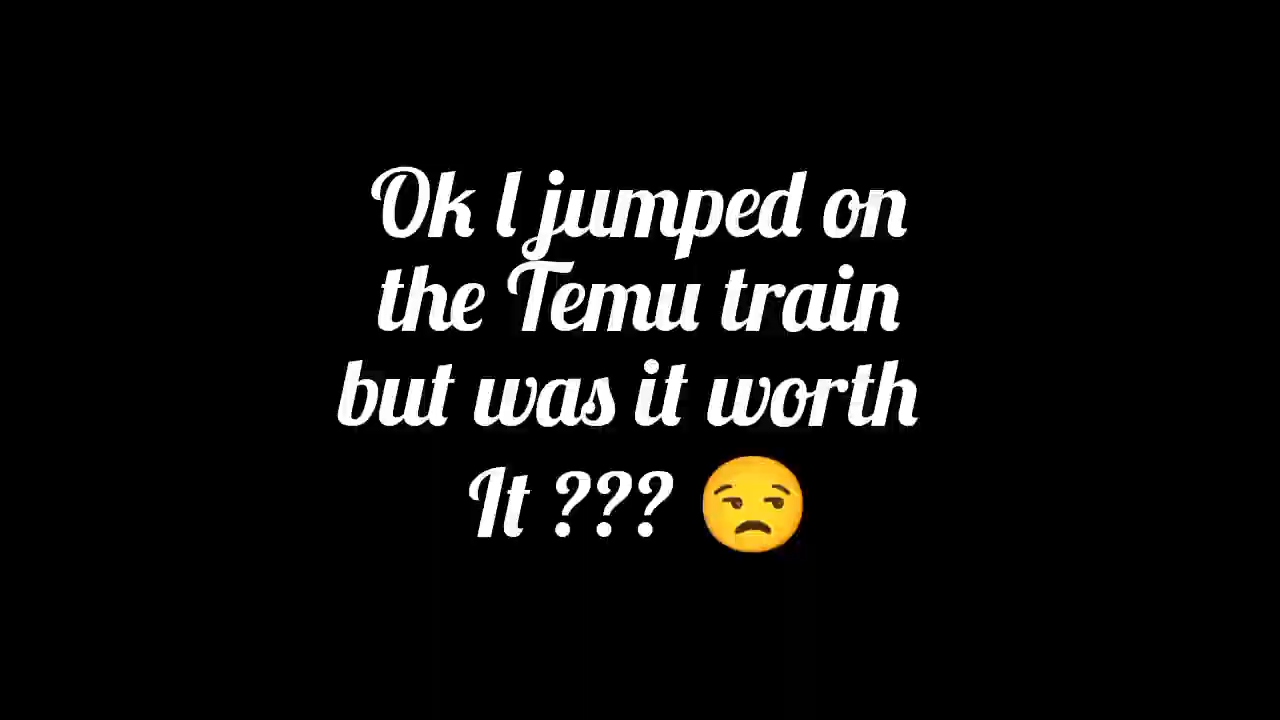 Ok I jumped on
the Temu train
but was it worth
It ??? 😒